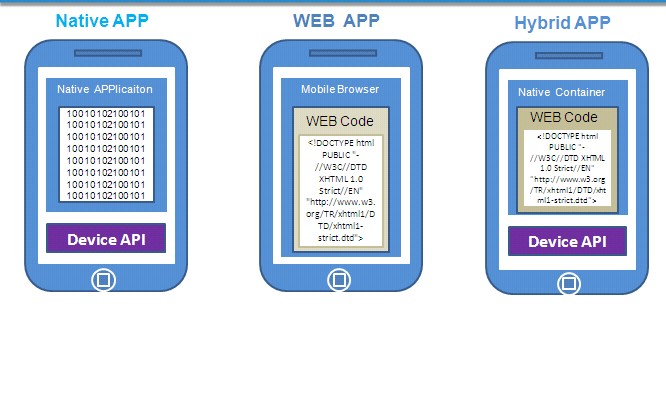 Native APP
WEB  APP
Hybrid APP
Native  APPlicaiton
10010102100101
10010102100101
10010102100101
10010102100101
10010102100101
10010102100101
10010102100101
10010102100101
Device API
Mobile Browser
WEB Code
<!DOCTYPE html
PUBLIC "-
//W3C//DTD
XHTML 1.0
Strict//EN"
"http://www.w3.
org/TR/xhtml1/D
TD/xhtml1-
strict.dtd">
Native  Container
WEB Code
<!DOCTYPE html
PUBLIC "-
//W3C//DTD XHTML
1.0 Strict//EN"
"http://www.w3.org
/TR/xhtml1/DTD/xht
ml1-strict.dtd">
Device API